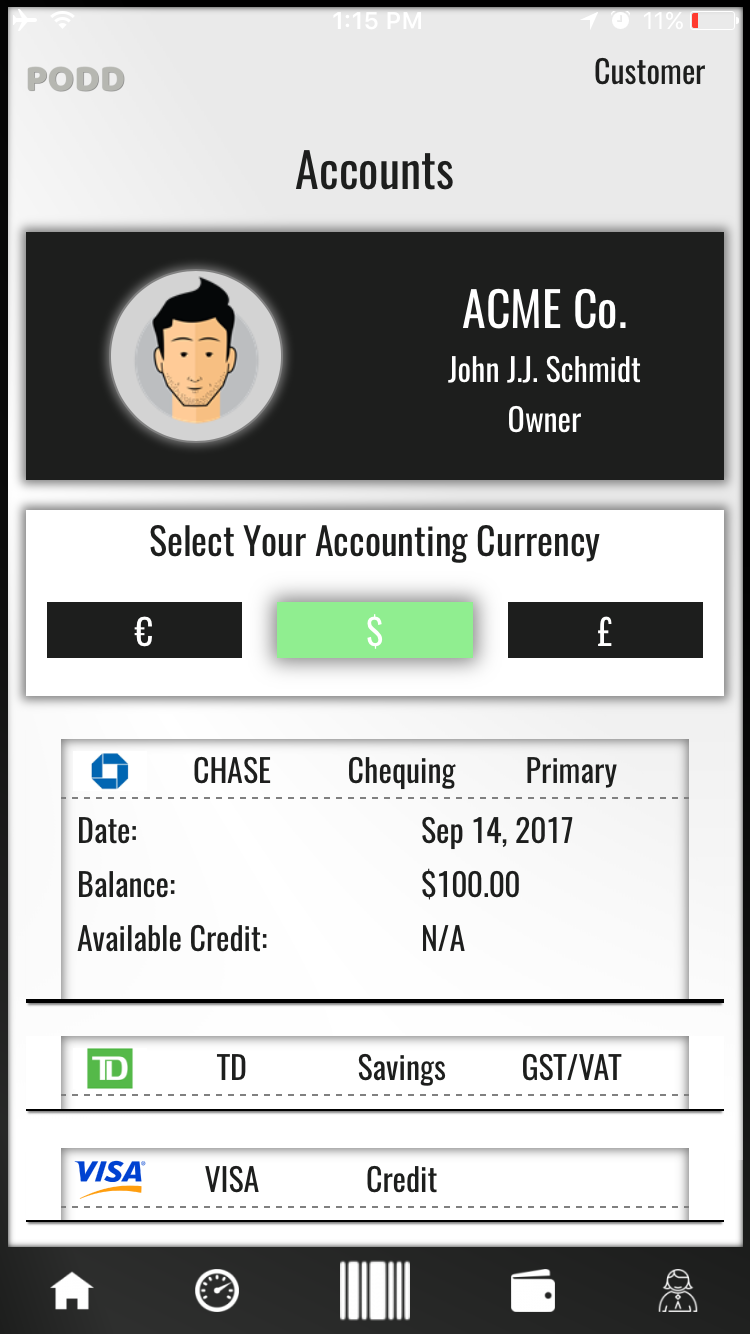 1:15 PM 11%
PODD Customer
Accounts
ACME Co.
John J.J. Schmidt
Owner
Select Your Accounting Currency
€ $ £
CHASE Chequing Primary
Date: Sep 14, 2017
Balance: $100.00
Available Credit: N/A
TD TD Savings GST/VAT
VISA VISA Credit